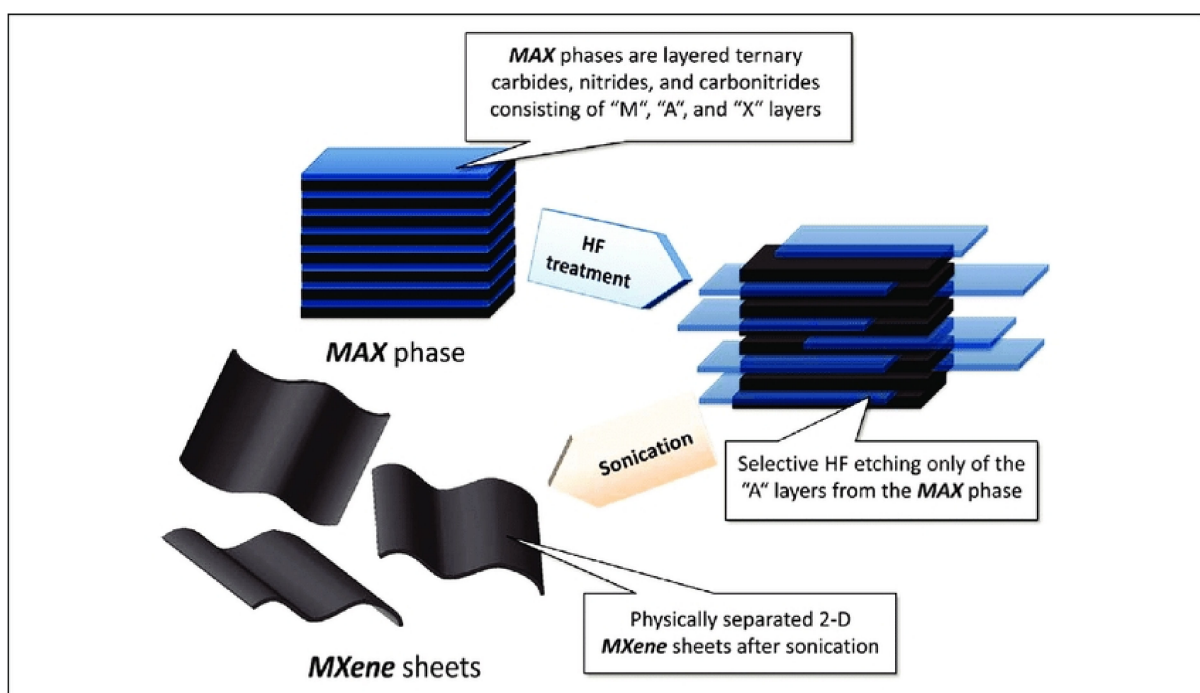 MAX phases are layered ternary
carbides, nitrides, and carbonitrides
consisting of “M“, “A“, and “X“ layers
HF
treatment
MAX phase
Sonication
Selective HF etching only of the
“A“ layers from the MAX phase
Physically separated 2-D
MXene sheets after sonication
MXene sheets